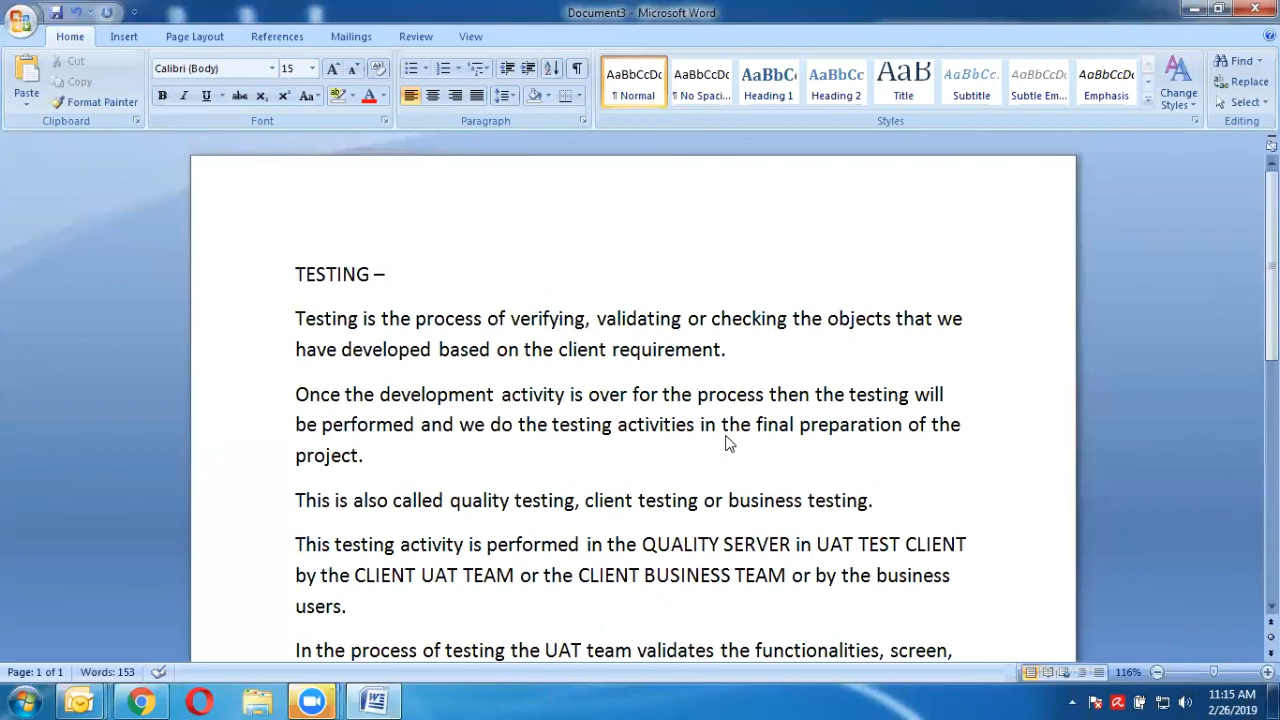 Document3 - Microsoft Word
Home Insert Page Layout References Mailings Review View
Paste
Cut
Copy
Format Painter
Clipboard
Calibri (Body) 15
Font
Paragraph
AaBbCcDc AaBbCcDc AaBbC AaBbCc AaB AaBbCc. AaBbCcDc AaBbCcDc
¶ Normal ¶ No Spaci... Heading 1 Heading 2 Title Subtitle Subtle Em... Emphasis
Styles
Change
Styles
Find
Replace
Select
Editing
TESTING –
Testing is the process of verifying, validating or checking the objects that we
have developed based on the client requirement.
Once the development activity is over for the process then the testing will
be performed and we do the testing activities in the final preparation of the
project.
This is also called quality testing, client testing or business testing.
This testing activity is performed in the QUALITY SERVER in UAT TEST CLIENT
by the CLIENT UAT TEAM or the CLIENT BUSINESS TEAM or by the business
users.
In the process of testing the UAT team validates the functionalities, screen,
Page: 1 of 1 Words: 153 116%
11:15 AM
2/26/2019